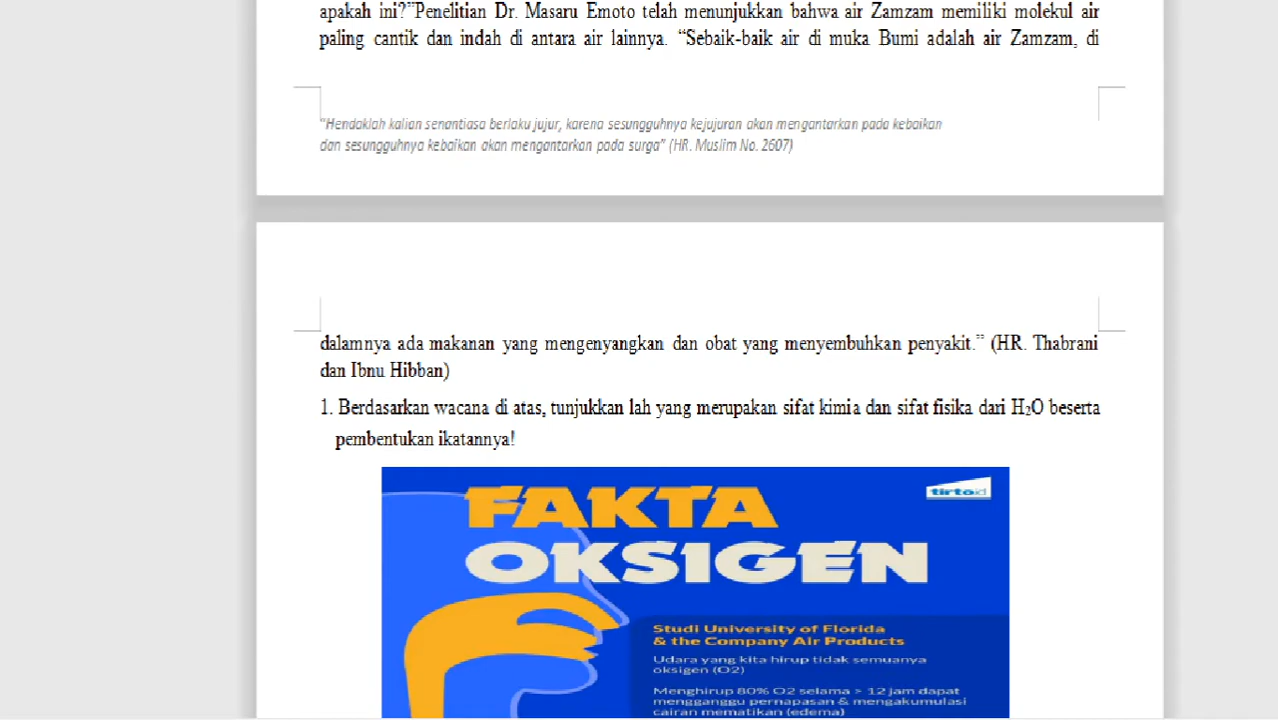 apakah ini?”Penelitian Dr. Masaru Emoto telah menunjukkan bahwa air Zamzam memiliki molekul air
paling cantik dan indah di antara air lainnya. “Sebaik-baik air di muka Bumi adalah air Zamzam, di
"Hendaklah kalian senantiasa berlaku jujur, karena sesungguhnya kejujuran akan mengantarkan pada kebaikan
dan sesungguhnya kebaikan akan mengantarkan pada surga” (HR. Muslim No. 2607)
dalamnya ada makanan yang mengenyangkan dan obat yang menyembuhkan penyakit.” (HR. Thabrani
dan Ibnu Hibban)
1. Berdasarkan wacana di atas, tunjukkan lah yang merupakan sifat kimia dan sifat fisika dari H₂O beserta
pembentukan ikatannya!
tirtoid
FAKTA
OKSIGEN
Studi University of Florida
& the Company Air Products
Udara yang kita hirup tidak semuanya
oksigen (O2)
Menghirup 80% O2 selama > 12 jam dapat
mengganggu pernapasan & mengakumulasi
cairan mematikan (edema)